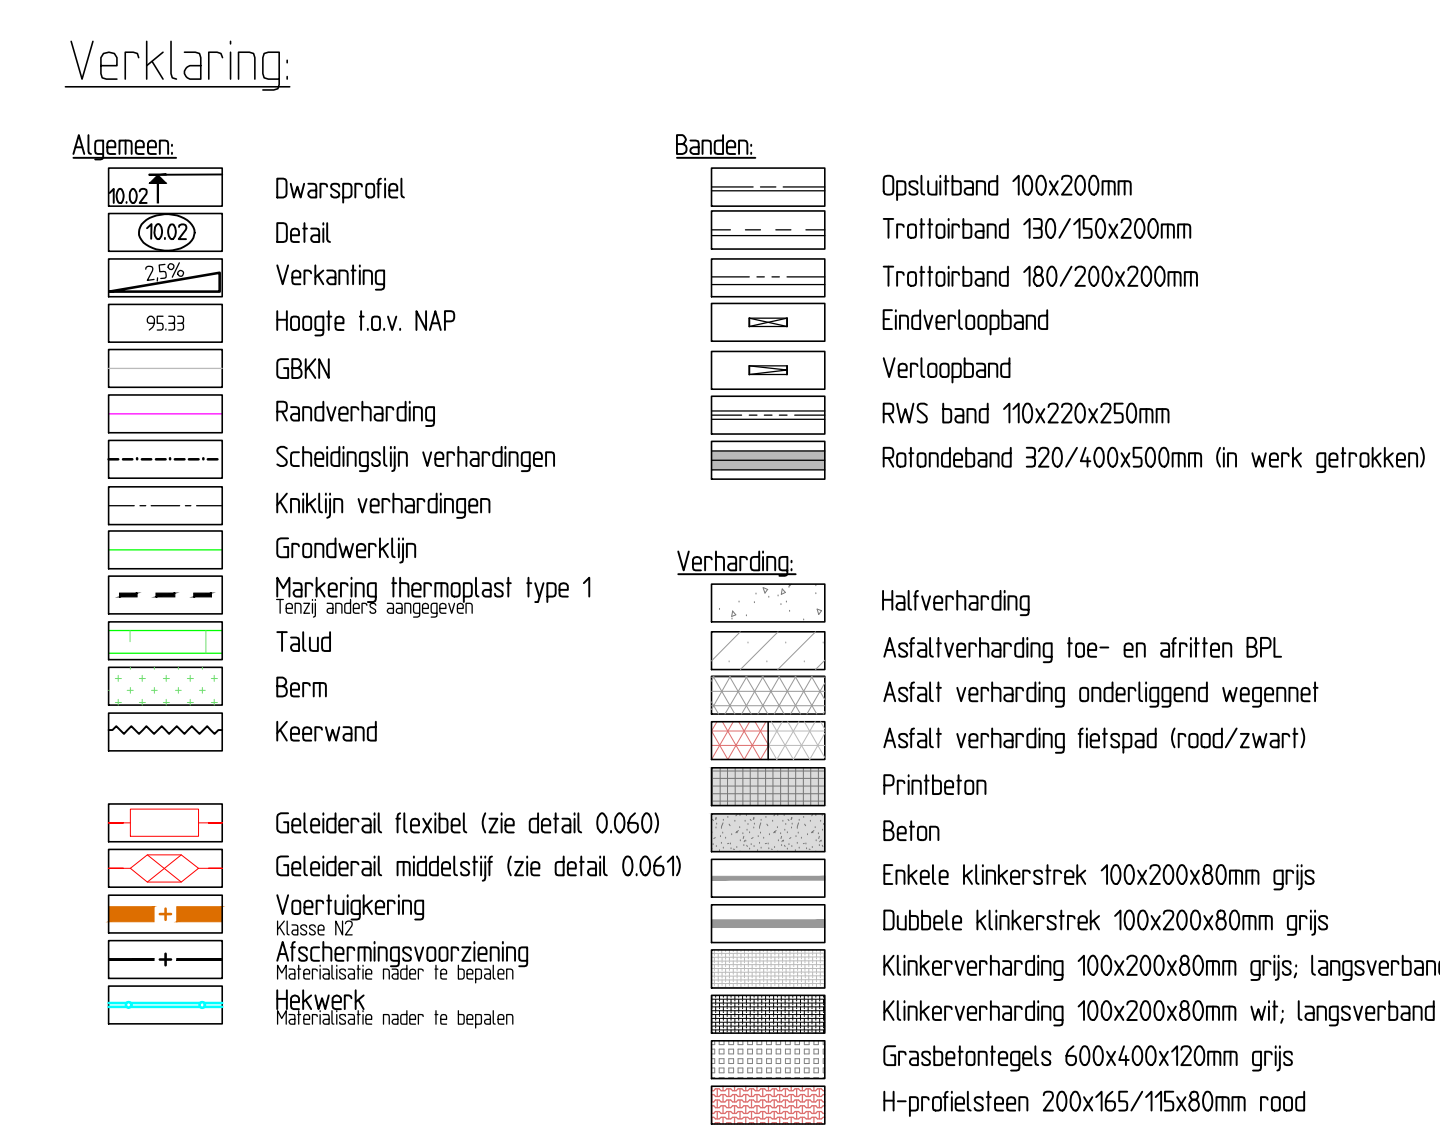 Verklaring:
Algemeen:
10.02 Dwarsprofiel
10.02 Detail
2,5% Verkanting
95.33 Hoogte t.o.v. NAP
GBKN
Randverharding
Scheidingslijn verhardingen
Kniklijn verhardingen
Grondwerklijn
Markering thermoplast type 1
Tenzij anders aangegeven
Talud
Berm
Keerwand
Geleiderail flexibel (zie detail 0.060)
Geleiderail middelstijf (zie detail 0.061)
Voertuigkering
Klasse N2
Afschermingsvoorziening
Materialisatie nader te bepalen
Hekwerk
Materialisatie nader te bepalen
Banden:
Opsluitband 100x200mm
Trottoirband 130/150x200mm
Trottoirband 180/200x200mm
Eindverloopband
Verloopband
RWS band 110x220x250mm
Rotondeband 320/400x500mm (in werk getrokken)
Verharding:
Halfverharding
Asfaltverharding toe- en afritten BPL
Asfalt verharding onderliggend wegennet
Asfalt verharding fietspad (rood/zwart)
Printbeton
Beton
Enkele klinkerstrek 100x200x80mm grijs
Dubbele klinkerstrek 100x200x80mm grijs
Klinkerverharding 100x200x80mm grijs; langsverband
Klinkerverharding 100x200x80mm wit; langsverband
Grasbetontegels 600x400x120mm grijs
H-profielsteen 200x165/115x80mm rood